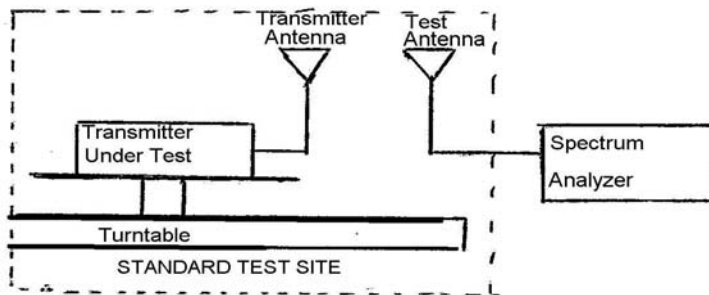 Transmitter
Antenna
Test
Antenna
Transmitter
Under Test
Spectrum
Analyzer
Turntable
STANDARD TEST SITE